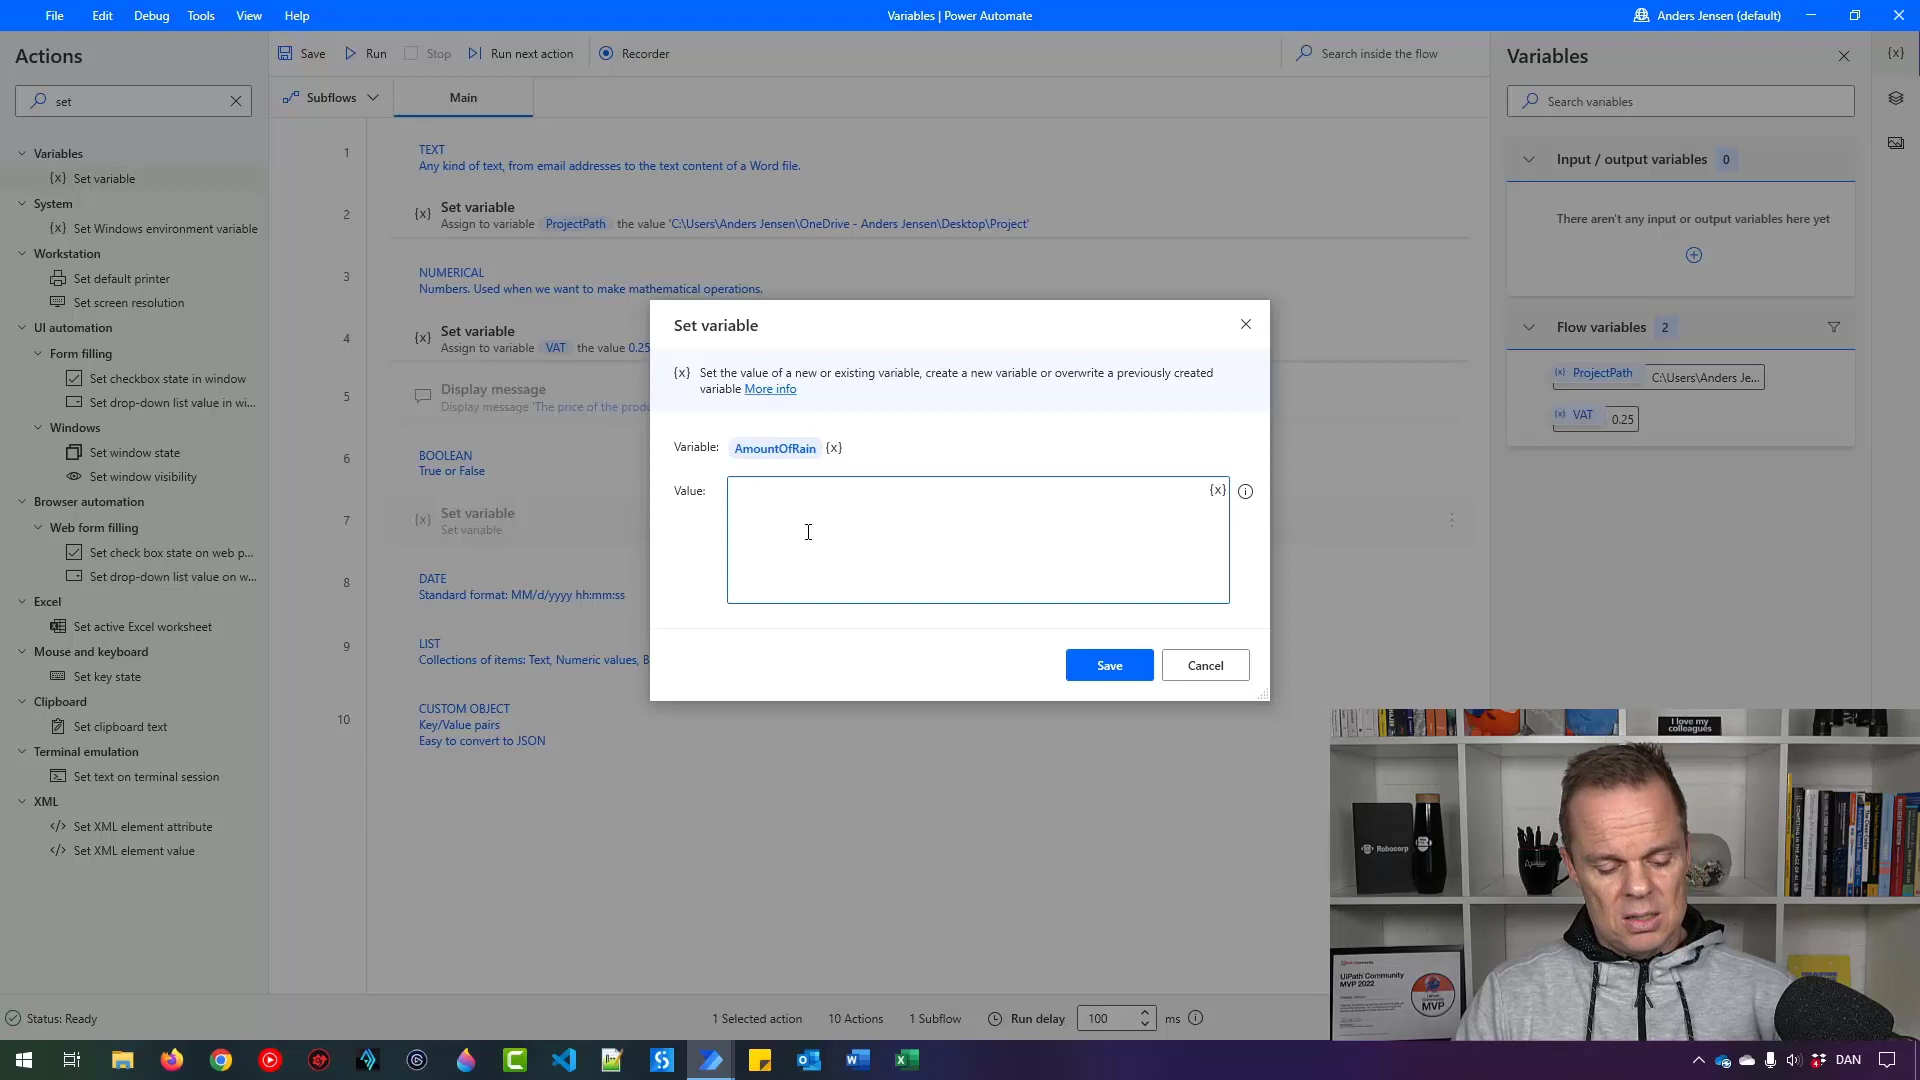 File Edit Debug Tools View Help
Variables | Power Automate
Anders Jensen (default)
Actions
set
Variables
{x} Set variable
System
{x} Set Windows environment variable
Workstation
Set default printer
Set screen resolution
UI automation
Form filling
Set checkbox state in window
Set drop-down list value in wi...
Windows
Set window state
Set window visibility
Browser automation
Web form filling
Set check box state on web p...
Set drop-down list value on w...
Excel
Set active Excel worksheet
Mouse and keyboard
Set key state
Clipboard
Set clipboard text
Terminal emulation
Set text on terminal session
XML
Set XML element attribute
Set XML element value
Save Run Stop Run next action Recorder
Search inside the flow
Subflows Main
1
TEXT
Any kind of text, from email addresses to the text content of a Word file.
2
{x} Set variable
Assign to variable ProjectPath the value 'C:\Users\Anders Jensen\OneDrive - Anders Jensen\Desktop\Project'
3
NUMERICAL
Numbers. Used when we want to make mathematical operations.
4
{x} Set variable
Assign to variable VAT the value 0.25
5
Display message
Display message 'The price of the produ
6
BOOLEAN
True or False
7
{x} Set variable
Set variable
8
DATE
Standard format: MM/d/yyyy hh:mm:ss
9
LIST
Collections of items: Text, Numeric values, B
10
CUSTOM OBJECT
Key/Value pairs
Easy to convert to JSON
Set variable
{x} Set the value of a new or existing variable, create a new variable or overwrite a previously created
variable More info
Variable: AmountOfRain {x}
Value: {x}
Save Cancel
Variables
{x}
Search variables
Input / output variables 0
There aren't any input or output variables here yet
Flow variables 2
(x) ProjectPath C:\Users\Anders Je...
(x) VAT 0.25
I love my
colleagues
Robocorp
UiPath Community
MVP 2022
MVP
Status: Ready
1 Selected action 10 Actions 1 Subflow Run delay 100 ms
DAN